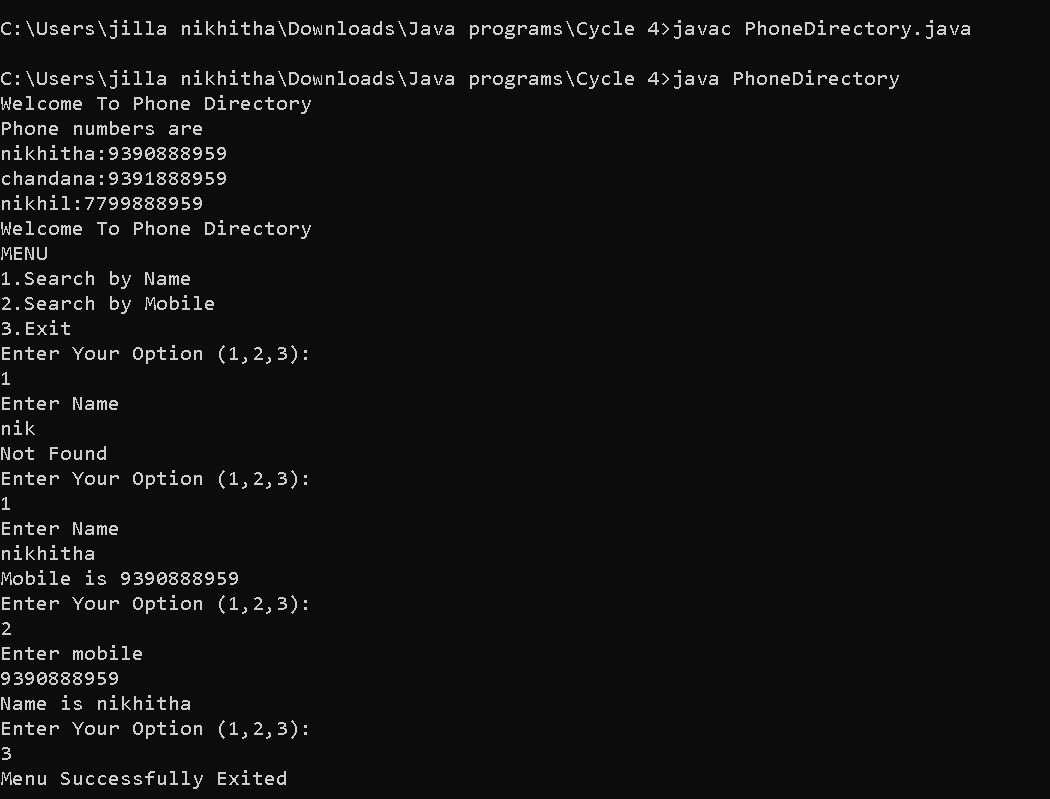 C:\Users\jilla nikhitha\Downloads\Java programs\Cycle 4>javac PhoneDirectory.java
C:\Users\jilla nikhitha\Downloads\Java programs\Cycle 4>java PhoneDirectory
Welcome To Phone Directory
Phone numbers are
nikhitha:9390888959
chandana:9391888959
nikhil:7799888959
Welcome To Phone Directory
MENU
1.Search by Name
2.Search by Mobile
3.Exit
Enter Your Option (1,2,3):
1
Enter Name
nik
Not Found
Enter Your Option (1,2,3):
1
Enter Name
nikhitha
Mobile is 9390888959
Enter Your Option (1,2,3):
2
Enter mobile
9390888959
Name is nikhitha
Enter Your Option (1,2,3):
3
Menu Successfully Exited